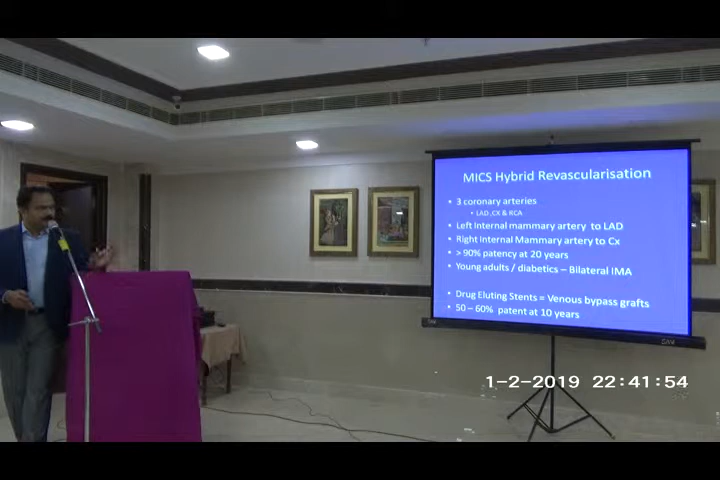 MICS Hybrid Revascularisation
• 3 coronary arteries
• LAD ,CX & RCA
• Left Internal mammary artery to LAD
• Right Internal Mammary artery to Cx
• > 90% patency at 20 years
• Young adults / diabetics – Bilateral IMA
• Drug Eluting Stents = Venous bypass grafts
• 50 – 60% patent at 10 years
1-2-2019 22:41:54